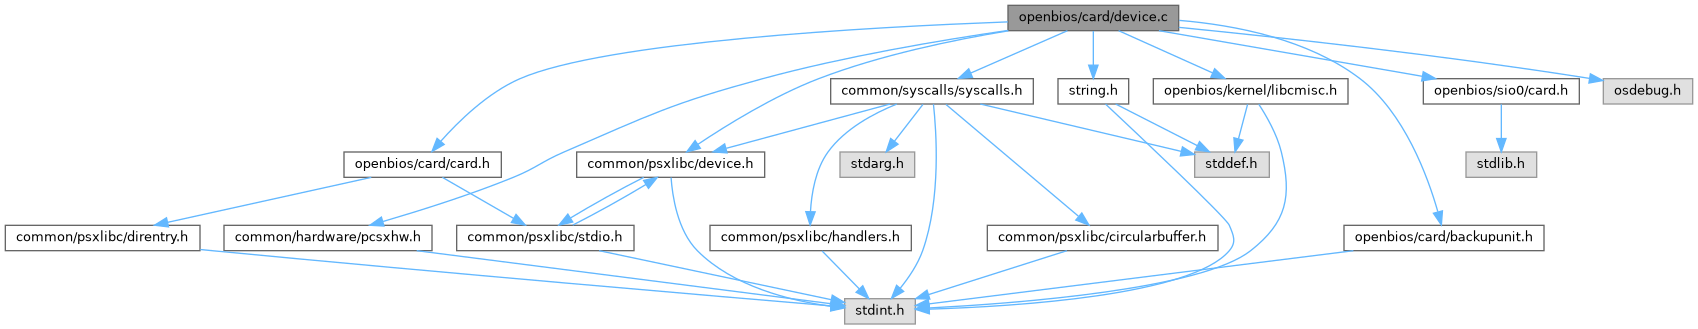 openbios/card/device.c
common/syscalls/syscalls.h
string.h
openbios/kernel/libcmisc.h
openbios/sio0/card.h
osdebug.h
openbios/card/card.h
common/psxlibc/device.h
stdarg.h
stddef.h
stdlib.h
common/psxlibc/direntry.h
common/hardware/pcsxhw.h
common/psxlibc/stdio.h
common/psxlibc/handlers.h
common/psxlibc/circularbuffer.h
openbios/card/backupunit.h
stdint.h